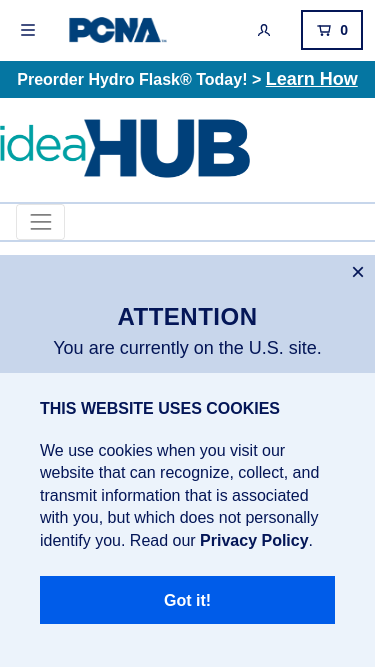 PCNA
0
Preorder Hydro Flask® Today! > Learn How
ideaHUB
×
ATTENTION
You are currently on the U.S. site.
THIS WEBSITE USES COOKIES
We use cookies when you visit our
website that can recognize, collect, and
transmit information that is associated
with you, but which does not personally
identify you. Read our Privacy Policy.
Got it!